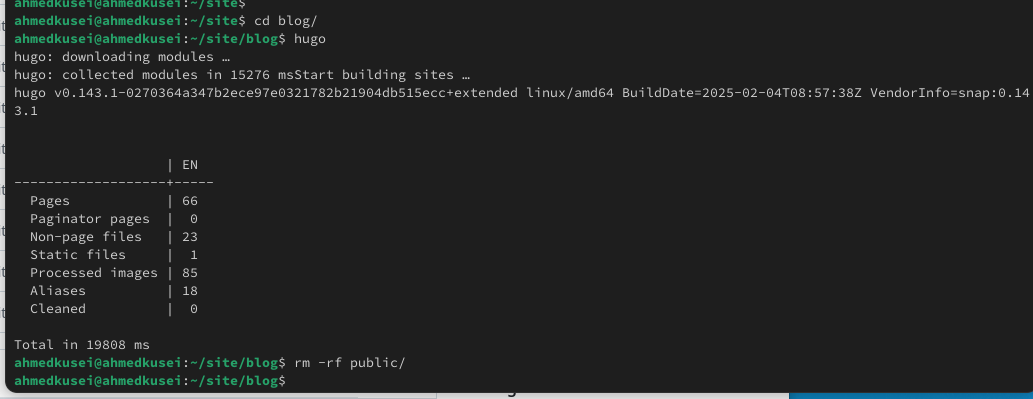 ahmedkusei@ahmedkusei:~/site$
ahmedkusei@ahmedkusei:~/site$ cd blog/
ahmedkusei@ahmedkusei:~/site/blog$ hugo
hugo: downloading modules …
hugo: collected modules in 15276 msStart building sites …
hugo v0.143.1-0270364a347b2ece97e0321782b21904db515ecc+extended linux/amd64 BuildDate=2025-02-04T08:57:38Z VendorInfo=snap:0.14
3.1
| EN
-------------------+-----
Pages | 66
Paginator pages | 0
Non-page files | 23
Static files | 1
Processed images | 85
Aliases | 18
Cleaned | 0
Total in 19808 ms
ahmedkusei@ahmedkusei:~/site/blog$ rm -rf public/
ahmedkusei@ahmedkusei:~/site/blog$